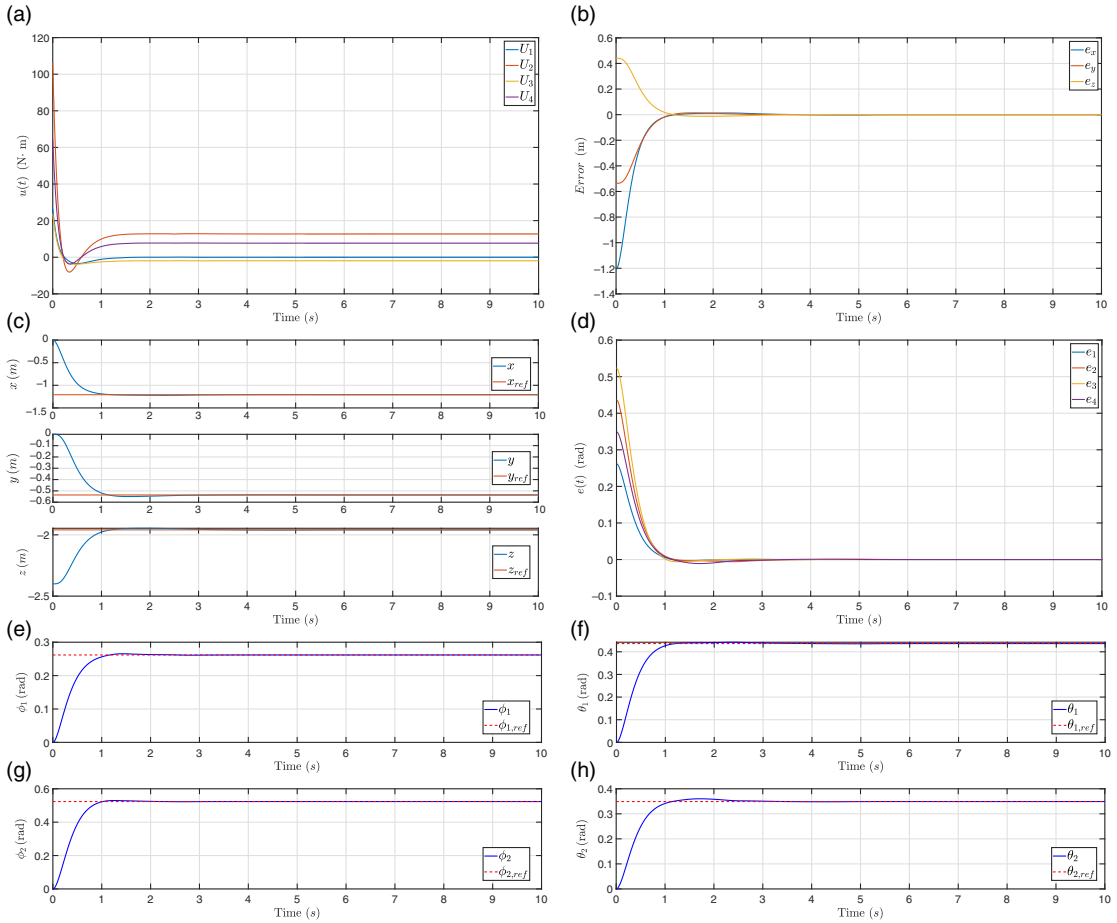 (a)
120
100
80
60
40
20
0
−20
u(t) (N· m)
U1
U2
U3
U4
0 1 2 3 4 5 6 7 8 9 10
Time (s)
(b)
0.6
0.4
0.2
0
−0.2
−0.4
−0.6
−0.8
−1
−1.2
−1.4
Error (m)
ex
ey
ez
0 1 2 3 4 5 6 7 8 9 10
Time (s)
(c)
0
−0.5
−1
−1.5
x (m)
x
xref
0 1 2 3 4 5 6 7 8 9 10
0
−0.1
−0.2
−0.3
−0.5
−0.6
y (m)
y
yref
0 1 2 3 4 5 6 7 8 9 10
−2
−2.5
z (m)
z
zref
0 1 2 3 4 5 6 7 8 9 10
Time (s)
(d)
0.6
0.5
0.4
0.3
0.2
0.1
0
−0.1
e(t) (rad)
e1
e2
e3
e4
0 1 2 3 4 5 6 7 8 9 10
Time (s)
(e)
0.3
0.2
0.1
0
ϕ1 (rad)
ϕ1
ϕ1,ref
0 1 2 3 4 5 6 7 8 9 10
Time (s)
(f)
0.4
0.3
0.2
0.1
0
θ1 (rad)
θ1
θ1,ref
0 1 2 3 4 5 6 7 8 9 10
Time (s)
(g)
0.6
0.4
0.2
0
ϕ2 (rad)
ϕ2
ϕ2,ref
0 1 2 3 4 5 6 7 8 9 10
Time (s)
(h)
0.4
0.3
0.2
0.1
0
θ2 (rad)
θ2
θ2,ref
0 1 2 3 4 5 6 7 8 9 10
Time (s)